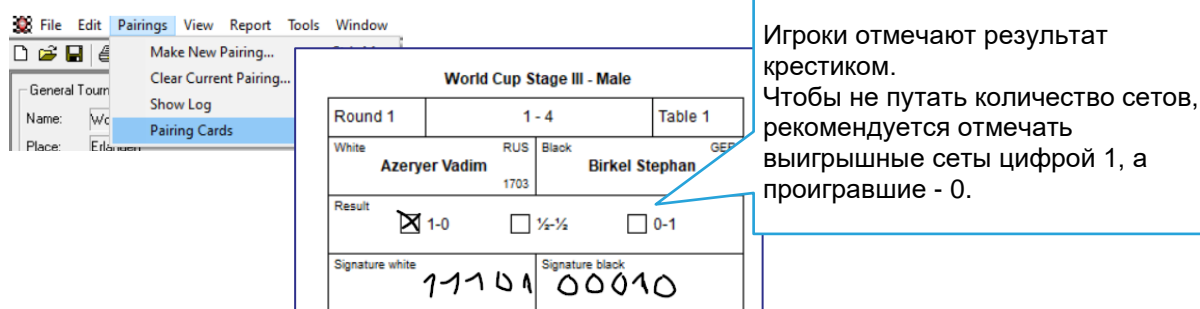 File Edit Pairings View Report Tools Window
Make New Pairing...
Clear Current Pairing...
Show Log
Pairing Cards
General Tourn
Name:
Place: Erlangen
World Cup Stage III - Male
Round 1 1 - 4 Table 1
White RUS Black GER
Azeryer Vadim Birkel Stephan
1703
Result
1-0 ½-½ 0-1
Signature white Signature black
11101 00010
Игроки отмечают результат
крестиком.
Чтобы не путать количество сетов,
рекомендуется отмечать
выигрышные сеты цифрой 1, а
проигравшие - 0.